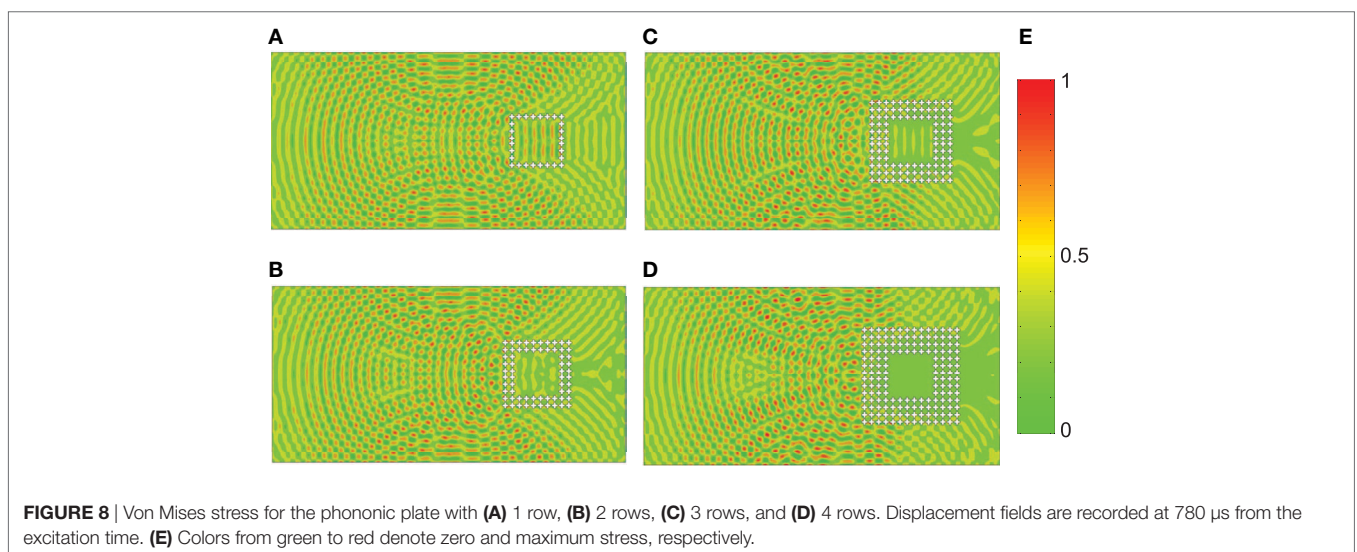 A
C
E
1
0.5
0
B
D
FIGURE 8 | Von Mises stress for the phononic plate with (A) 1 row, (B) 2 rows, (C) 3 rows, and (D) 4 rows. Displacement fields are recorded at 780 μs from the
excitation time. (E) Colors from green to red denote zero and maximum stress, respectively.